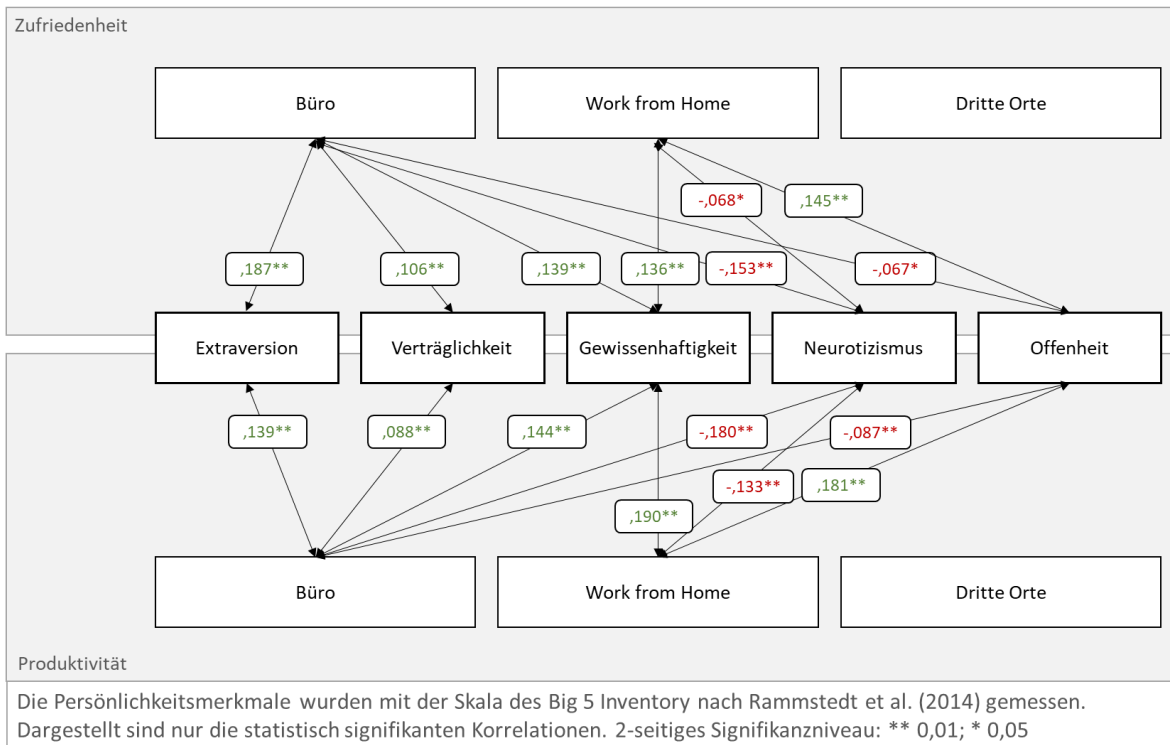 Zufriedenheit
Büro
Work from Home
Dritte Orte
-,068*
,145**
,187**
,106**
,139**
,136**
-,153**
-,067*
Extraversion
Verträglichkeit
Gewissenhaftigkeit
Neurotizismus
Offenheit
,139**
,088**
,144**
-,180**
-,087**
-,133**
,181**
,190**
Büro
Work from Home
Dritte Orte
Produktivität
Die Persönlichkeitsmerkmale wurden mit der Skala des Big 5 Inventory nach Rammstedt et al. (2014) gemessen.
Dargestellt sind nur die statistisch signifikanten Korrelationen. 2-seitiges Signifikanzniveau: ** 0,01; * 0,05